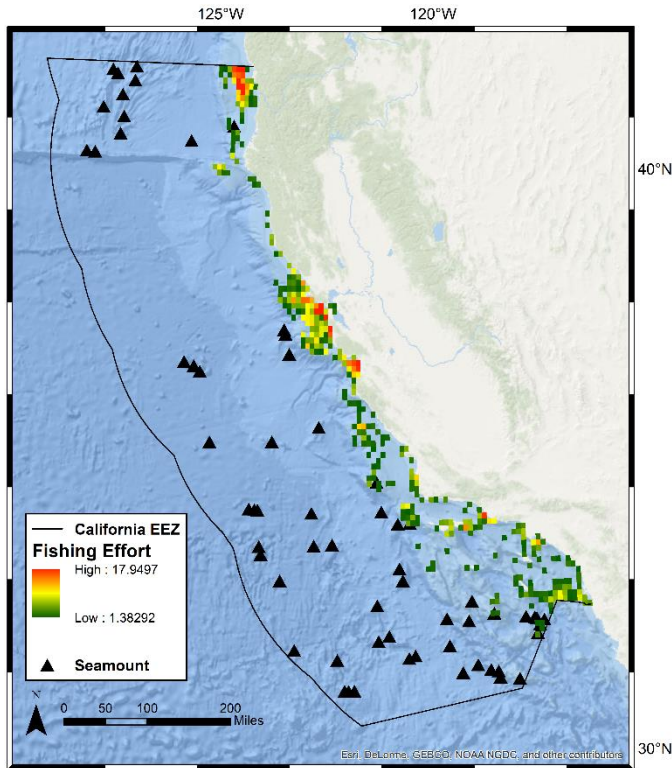 125°W 120°W
40°N
California EEZ
Fishing Effort
High : 17.9497
Low : 1.38292
Seamount
N
0 50 100 200
Miles
Esri, DeLorme, GEBCO, NOAA NGDC, and other contributors
30°N